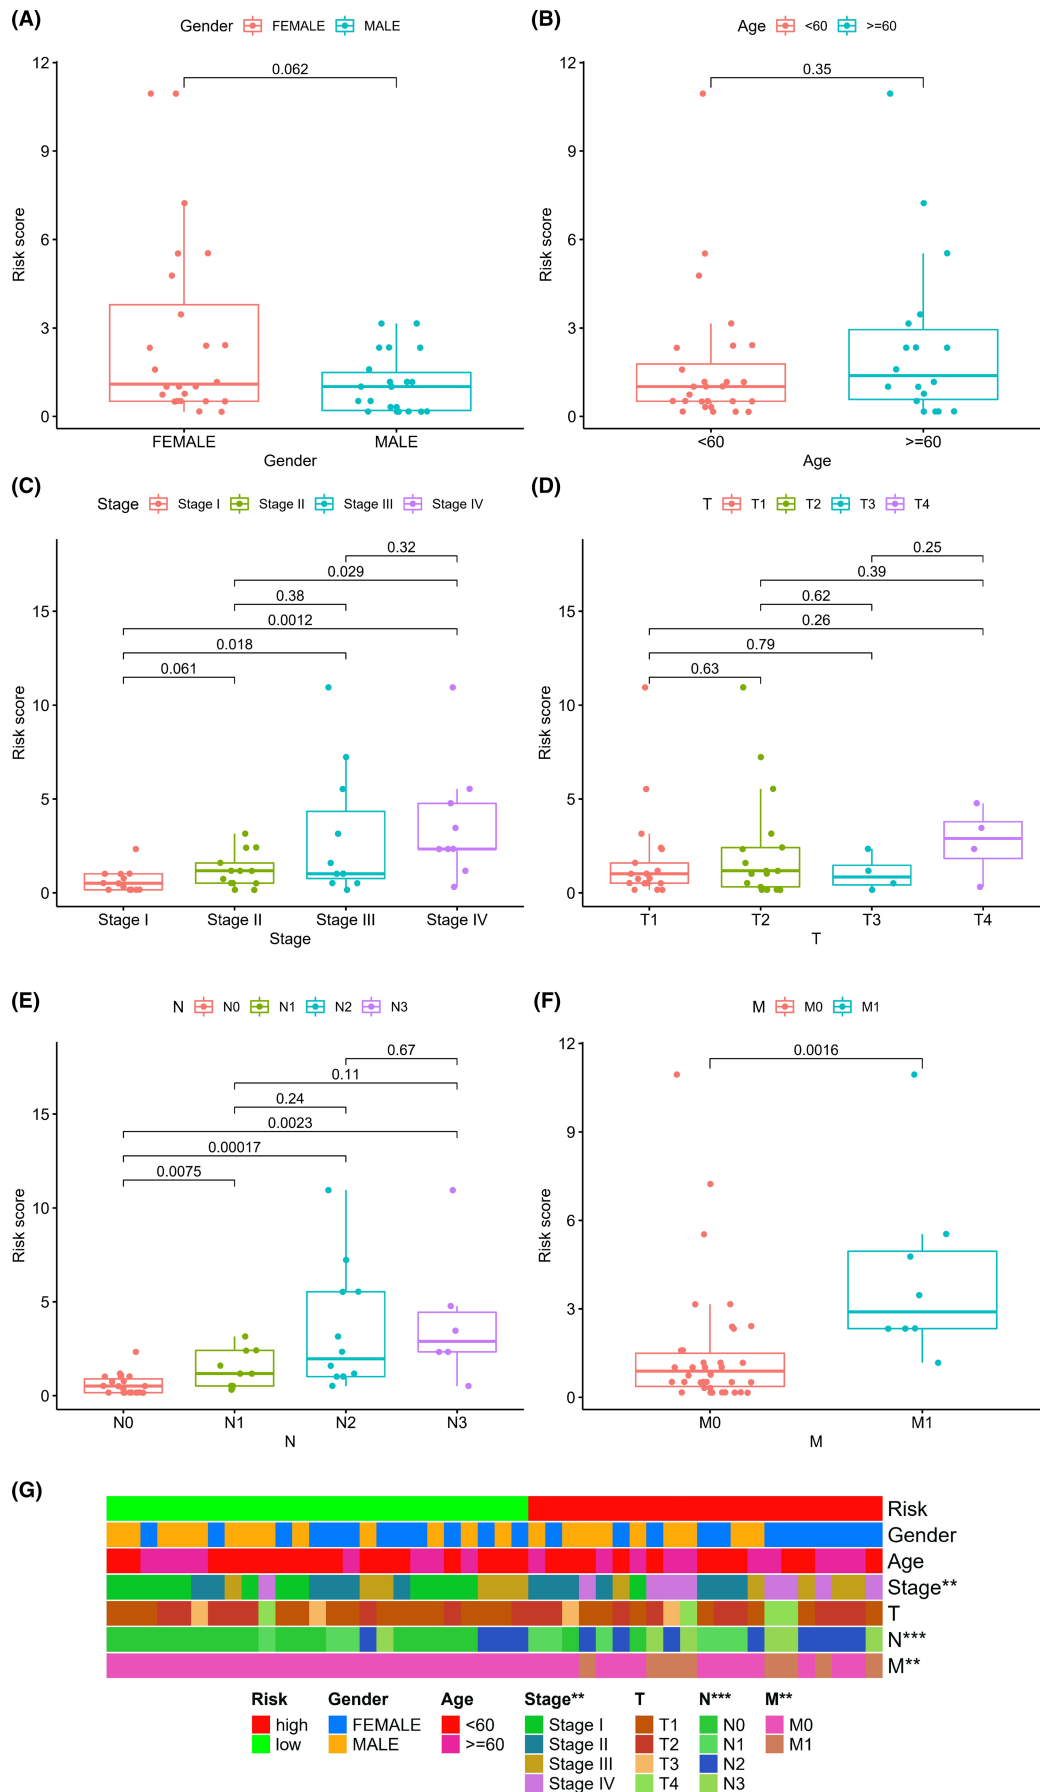 (A)
Gender FEMALE MALE
12
9
6
3
0
Risk score
0.062
FEMALE MALE
Gender
(B)
Age <60 >=60
12
9
6
3
0
Risk score
0.35
<60 >=60
Age
(C)
Stage Stage I Stage II Stage III Stage IV
15
10
5
0
Risk score
0.32
0.029
0.38
0.0012
0.018
0.061
Stage I Stage II Stage III Stage IV
Stage
(D)
T T1 T2 T3 T4
15
10
5
0
Risk score
0.25
0.39
0.62
0.26
0.79
0.63
T1 T2 T3 T4
T
(E)
N N0 N1 N2 N3
15
10
5
0
Risk score
0.67
0.11
0.24
0.0023
0.00017
0.0075
N0 N1 N2 N3
N
(F)
M M0 M1
12
9
6
3
0
Risk score
0.0016
M0 M1
M
(G)
Risk
Gender
Age
Stage**
T
N***
M**
Risk Gender Age Stage** T N*** M**
high FEMALE <60 Stage I T1 N0 M0
low MALE >=60 Stage II T2 N1 M1
Stage III T3 N2
Stage IV T4 N3